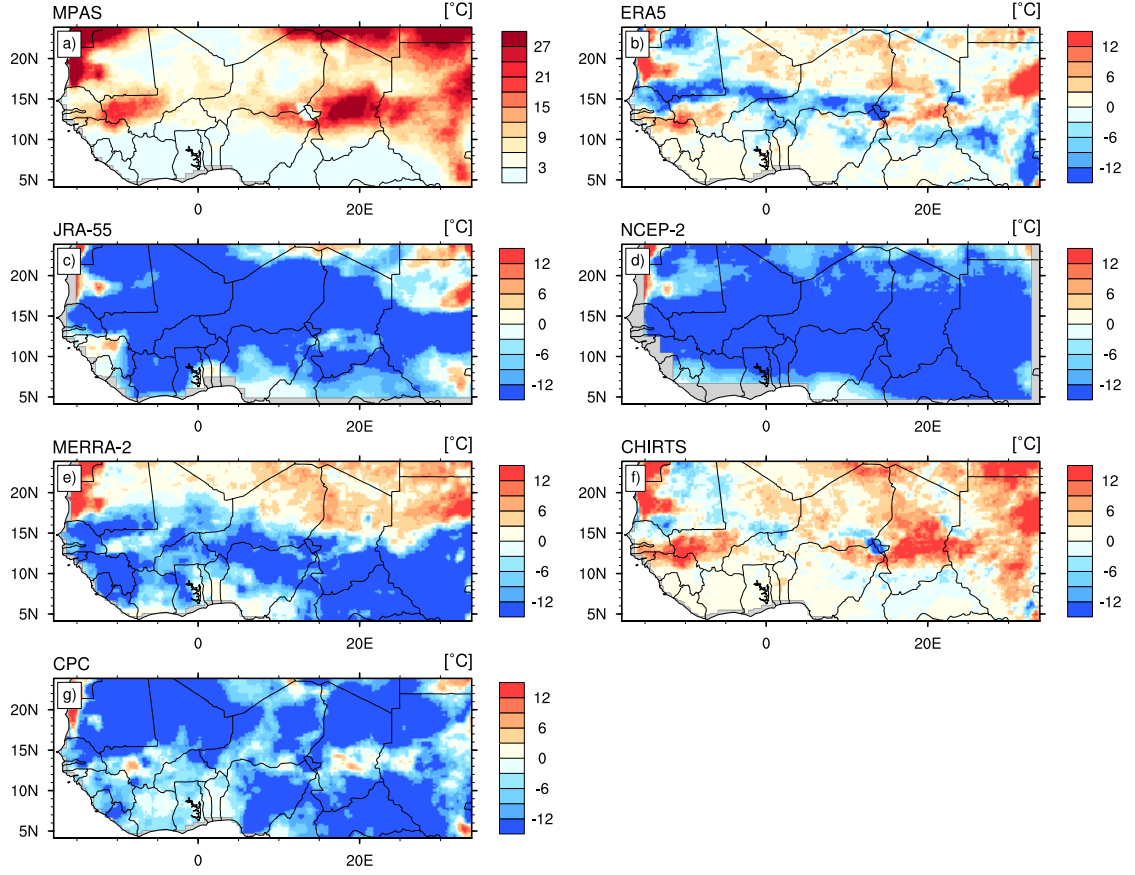 MPAS [°C]
a)
20N
15N
10N
5N
0 20E
27
21
15
9
3
ERA5 [°C]
b)
20N
15N
10N
5N
0 20E
12
6
0
-6
-12
JRA-55 [°C]
c)
20N
15N
10N
5N
0 20E
12
6
0
-6
-12
NCEP-2 [°C]
d)
20N
15N
10N
5N
0 20E
12
6
0
-6
-12
MERRA-2 [°C]
e)
20N
15N
10N
5N
0 20E
12
6
0
-6
-12
CHIRTS [°C]
f)
20N
15N
10N
5N
0 20E
12
6
0
-6
-12
CPC [°C]
g)
20N
15N
10N
5N
0 20E
12
6
0
-6
-12